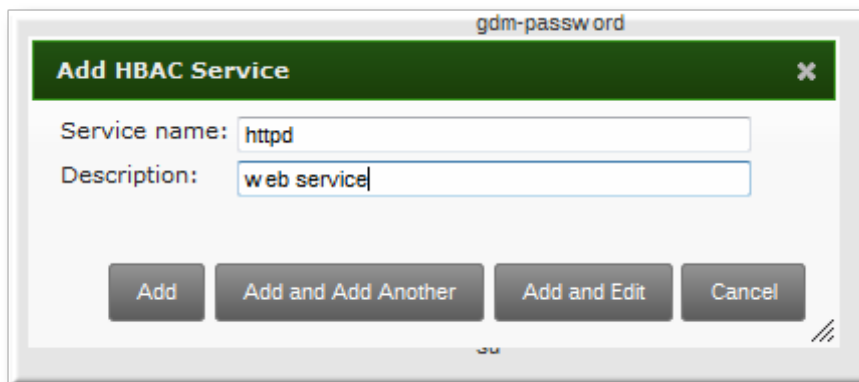 gdm-password
Add HBAC Service
Service name: httpd
Description: web service
Add Add and Add Another Add and Edit Cancel
su